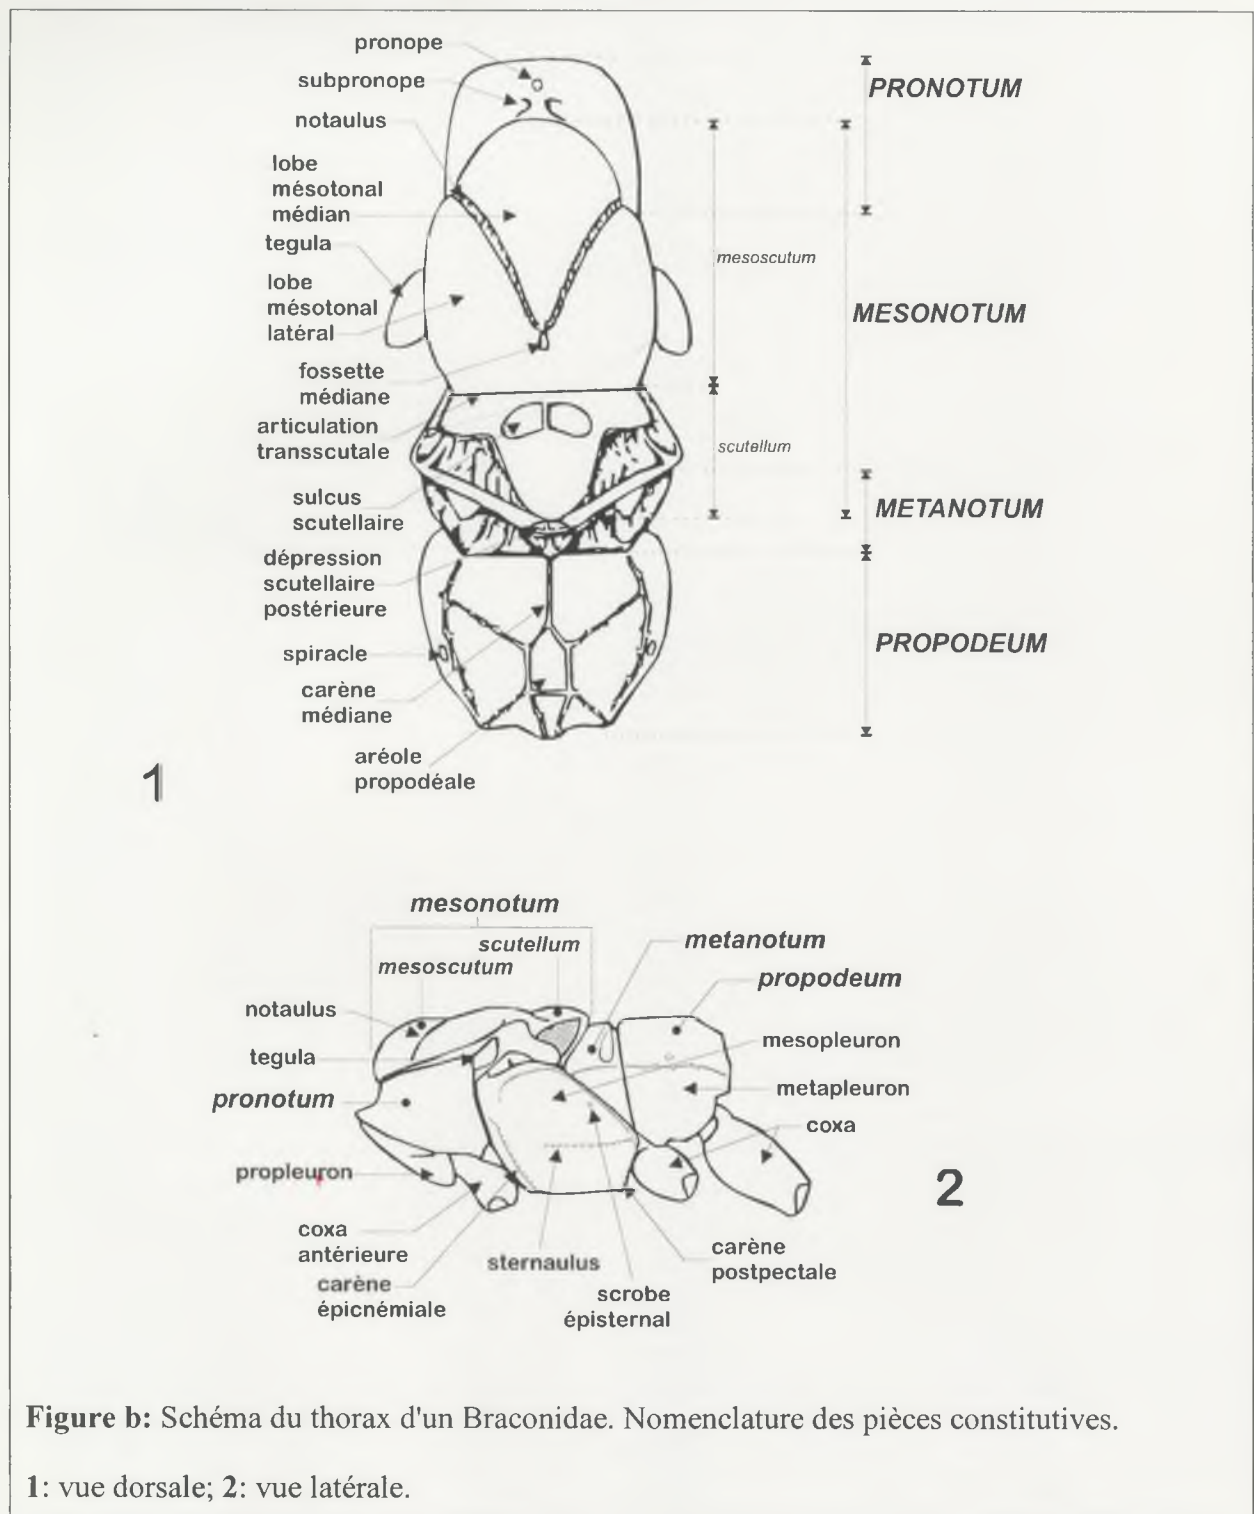 pronope
subpronope
notaulus
lobe
mésotonal
médian
tegula
lobe
mésotonal
latéral
fossette
médiane
articulation
transscutale
sulcus
scutellaire
dépression
scutellaire
postérieure
spiracle
carène
médiane
aréole
propodéale
PRONOTUM
mesoscutum
MESONOTUM
scutellum
METANOTUM
PROPODEUM
1
mesonotum
scutellum
mesoscutum
metanotum
propodeum
notaulus
tegula
pronotum
propleuron
coxa
antérieure
carène
épicnémiale
sternaulus
scrobe
épisternal
carène
postpectale
mesopleuron
metapleuron
coxa
2
Figure b: Schéma du thorax d'un Braconidae. Nomenclature des pièces constitutives.
1: vue dorsale; 2: vue latérale.